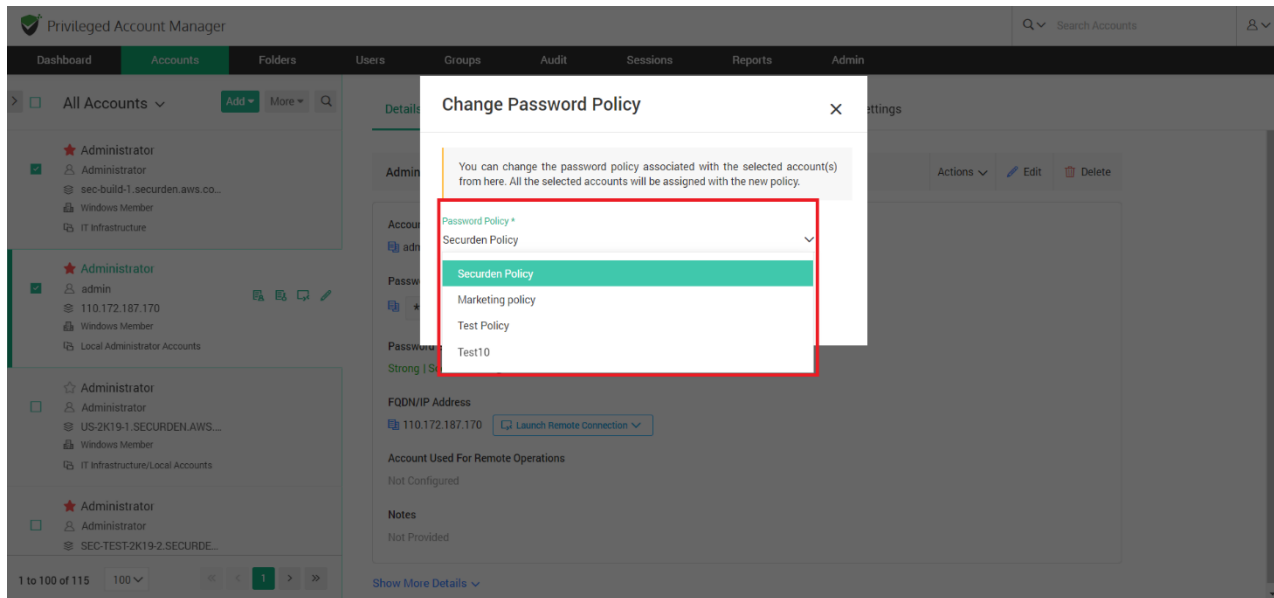 Privileged Account Manager
Search Accounts
Dashboard Accounts Folders Users Groups Audit Sessions Reports Admin
All Accounts
Add
More
Administrator
Administrator
sec-build-1.securden.aws.co...
Windows Member
IT Infrastructure
Administrator
admin
110.172.187.170
Windows Member
Local Administrator Accounts
Administrator
Administrator
US-2K19-1.SECURDEN.AWS....
Windows Member
IT Infrastructure/Local Accounts
Administrator
Administrator
SEC-TEST-2K19-2.SECURDE...
1 to 100 of 115
100
1
Details
ettings
Admin
Actions
Edit
Delete
Accou
adn
Passw
Password
Strong | S
FQDN/IP Address
110.172.187.170
Launch Remote Connection
Account Used For Remote Operations
Not Configured
Notes
Not Provided
Show More Details
Change Password Policy
You can change the password policy associated with the selected account(s)
from here. All the selected accounts will be assigned with the new policy.
Password Policy *
Securden Policy
Securden Policy
Marketing policy
Test Policy
Test10